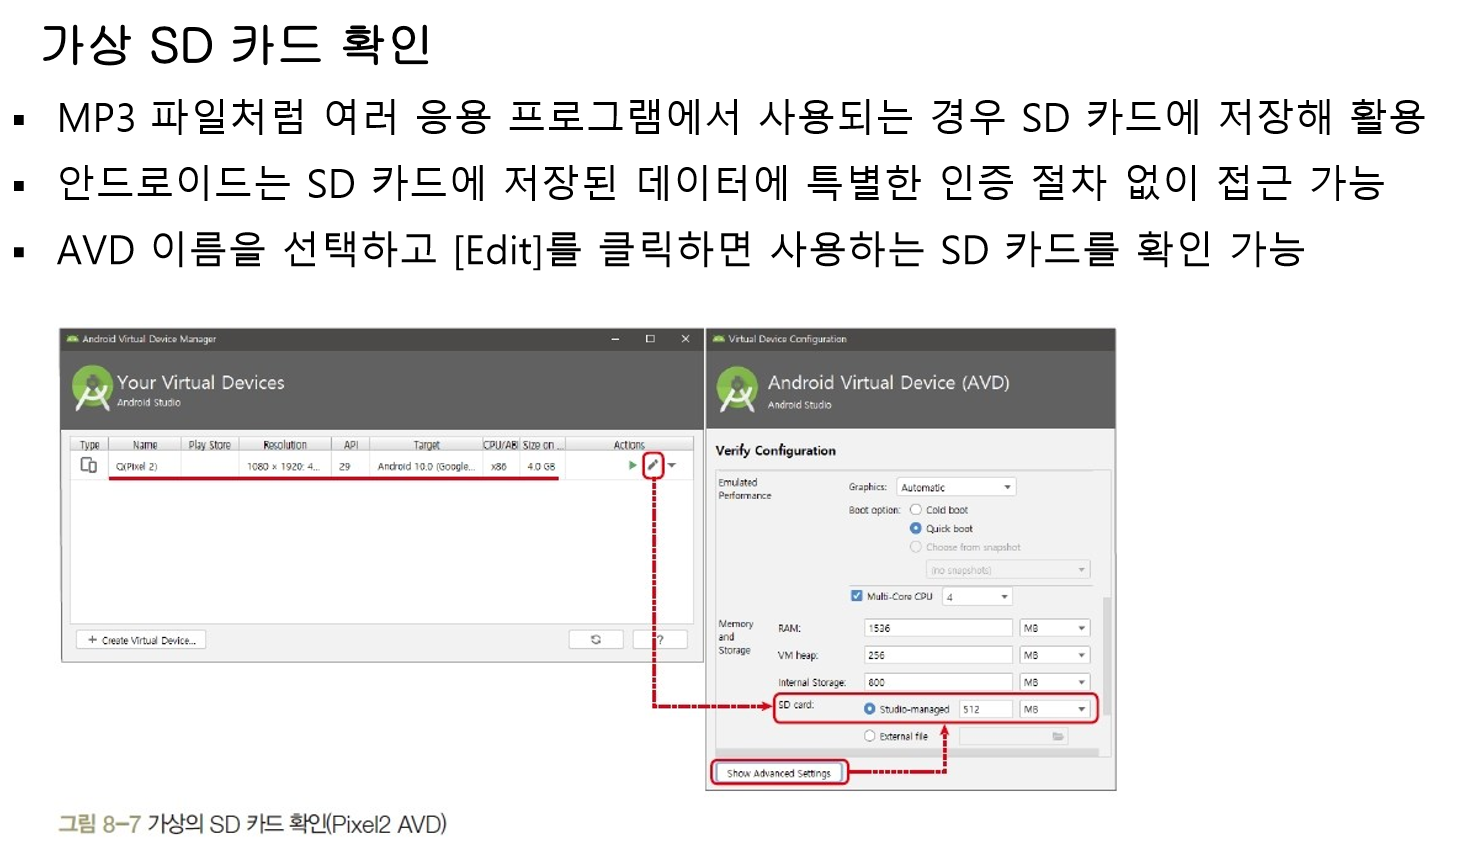 가상 SD 카드 확인
▪ MP3 파일처럼 여러 응용 프로그램에서 사용되는 경우 SD 카드에 저장해 활용
▪ 안드로이드는 SD 카드에 저장된 데이터에 특별한 인증 절차 없이 접근 가능
▪ AVD 이름을 선택하고 [Edit]를 클릭하면 사용하는 SD 카드를 확인 가능
Android Virtual Device Manager
Your Virtual Devices
Android Studio
Type Name Play Store Resolution API Target CPU/ABI Size on ... Actions
Q(Pixel 2) 1080 × 1920: 4... 29 Android 10.0 (Google... x86 4.0 GB
+ Create Virtual Device...
?
Virtual Device Configuration
Android Virtual Device (AVD)
Android Studio
Verify Configuration
Emulated Performance
Graphics: Automatic
Boot option: Cold boot
Quick boot
Choose from snapshot
(no snapshots)
Multi-Core CPU 4
Memory and Storage
RAM: 1536 MB
VM heap: 256 MB
Internal Storage: 800 MB
SD card: Studio-managed 512 MB
External file
Show Advanced Settings
그림 8-7 가상의 SD 카드 확인(Pixel2 AVD)